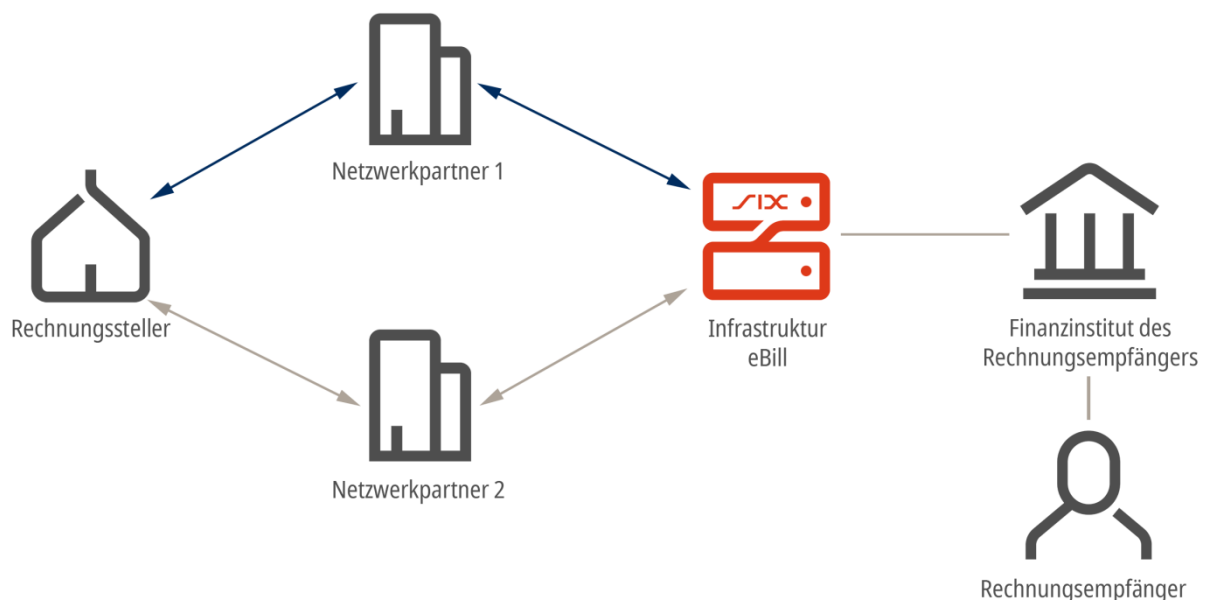 Netzwerkpartner 1
SIX
Rechnungssteller
Infrastruktur
eBill
Finanzinstitut des
Rechnungsempfängers
Netzwerkpartner 2
Rechnungsempfänger